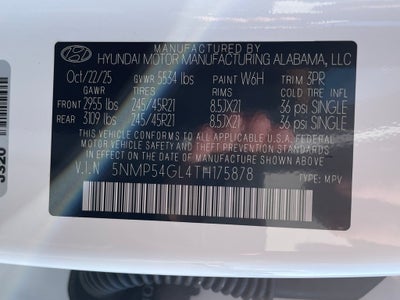 MANUFACTURED BY
HYUNDAI MOTOR MANUFACTURING ALABAMA, LLC
Oct/22/25 GVWR 5534 lbs PAINT W6H TRIM 3PR
GAWR TIRES RIMS COLD TIRE INFL
FRONT 2955 lbs 245/45R21 8.5JX21 36 psi SINGLE
REAR 3109 lbs 245/45R21 8.5JX21 36 psi SINGLE
THIS VEHICLE CONFORMS TO ALL APPLICABLE U.S.A. FEDERAL MOTOR VEHICLE
SAFETY, BUMPER, AND THEFT PREVENTION STANDARDS IN EFFECT ON THE DATE OF
MANUFACTURE SHOWN ABOVE.
V.I.N 5NMP54GL4TH175878 TYPE: MPV